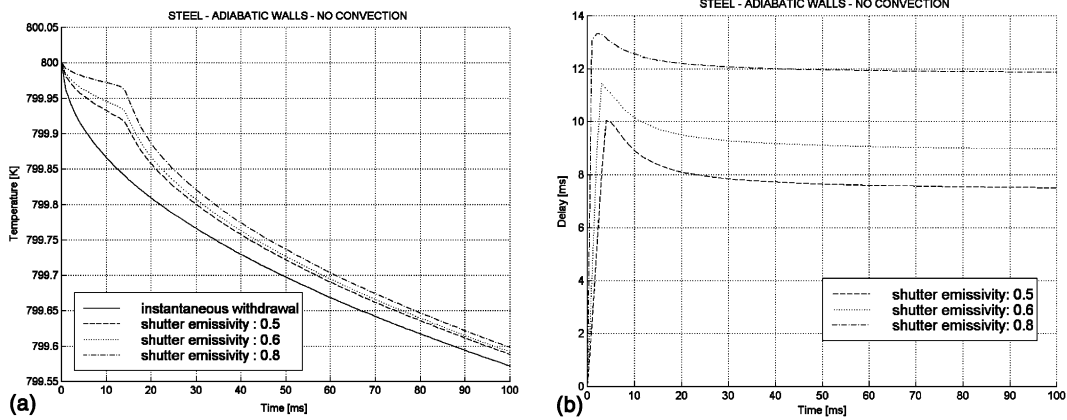 STEEL - ADIABATIC WALLS - NO CONVECTION
800.05
800
799.95
799.9
799.85
799.8
799.75
799.7
799.65
799.6
799.55
Temperature [K]
instantaneous withdrawal
shutter emissivity : 0.5
shutter emissivity : 0.6
shutter emissivity : 0.8
0 10 20 30 40 50 60 70 80 90 100
Time [ms]
(a)
STEEL - ADIABATIC WALLS - NO CONVECTION
14
12
10
8
6
4
2
0
Delay [ms]
shutter emissivity: 0.5
shutter emissivity: 0.6
shutter emissivity: 0.8
0 10 20 30 40 50 60 70 80 90 100
Time [ms]
(b)